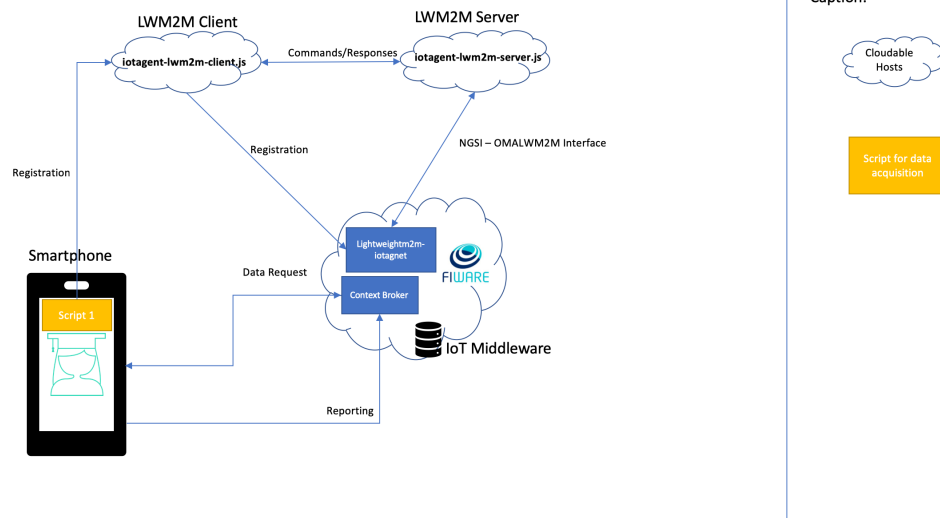 LWM2M Client
LWM2M Server
Caption:
iotagent-lwm2m-client.js
Commands/Responses
iotagent-lwm2m-server.js
Cloudable
Hosts
Registration
NGSI – OMALWM2M Interface
Registration
Script for data
acquisition
Smartphone
Lightweightm2m-
iotagnet
FIWARE
Data Request
Context Broker
Script 1
IoT Middleware
Reporting